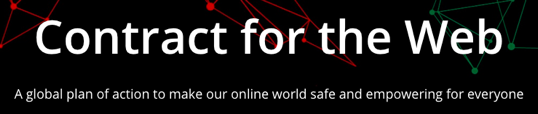 Contract for the Web
A global plan of action to make our online world safe and empowering for everyone